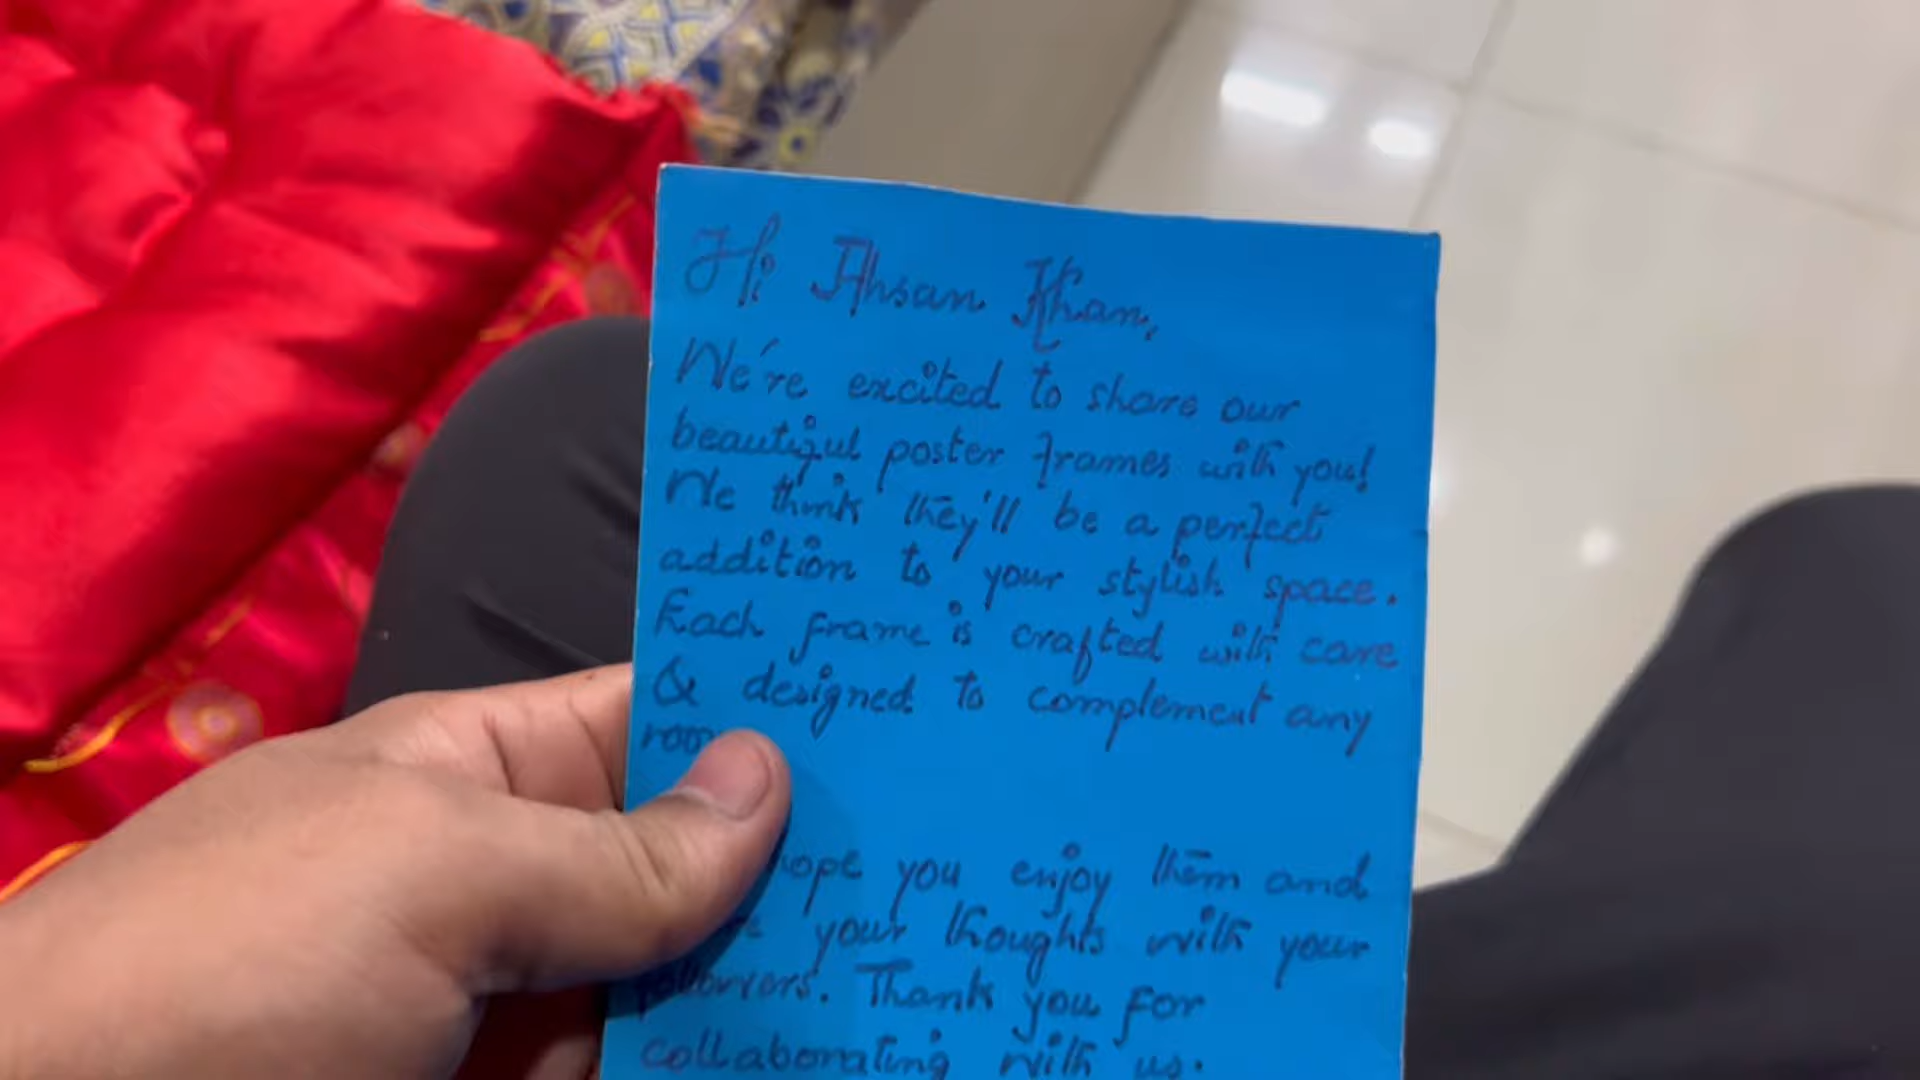 Hi Ahsan Khan,
We're excited to share our
beautiful poster frames with you!
We think they'll be a perfect
addition to your stylish space.
Each frame is crafted with care
& designed to complement any
hope you enjoy them and
your thoughts with your
followers. Thank you for
collaborating with us.